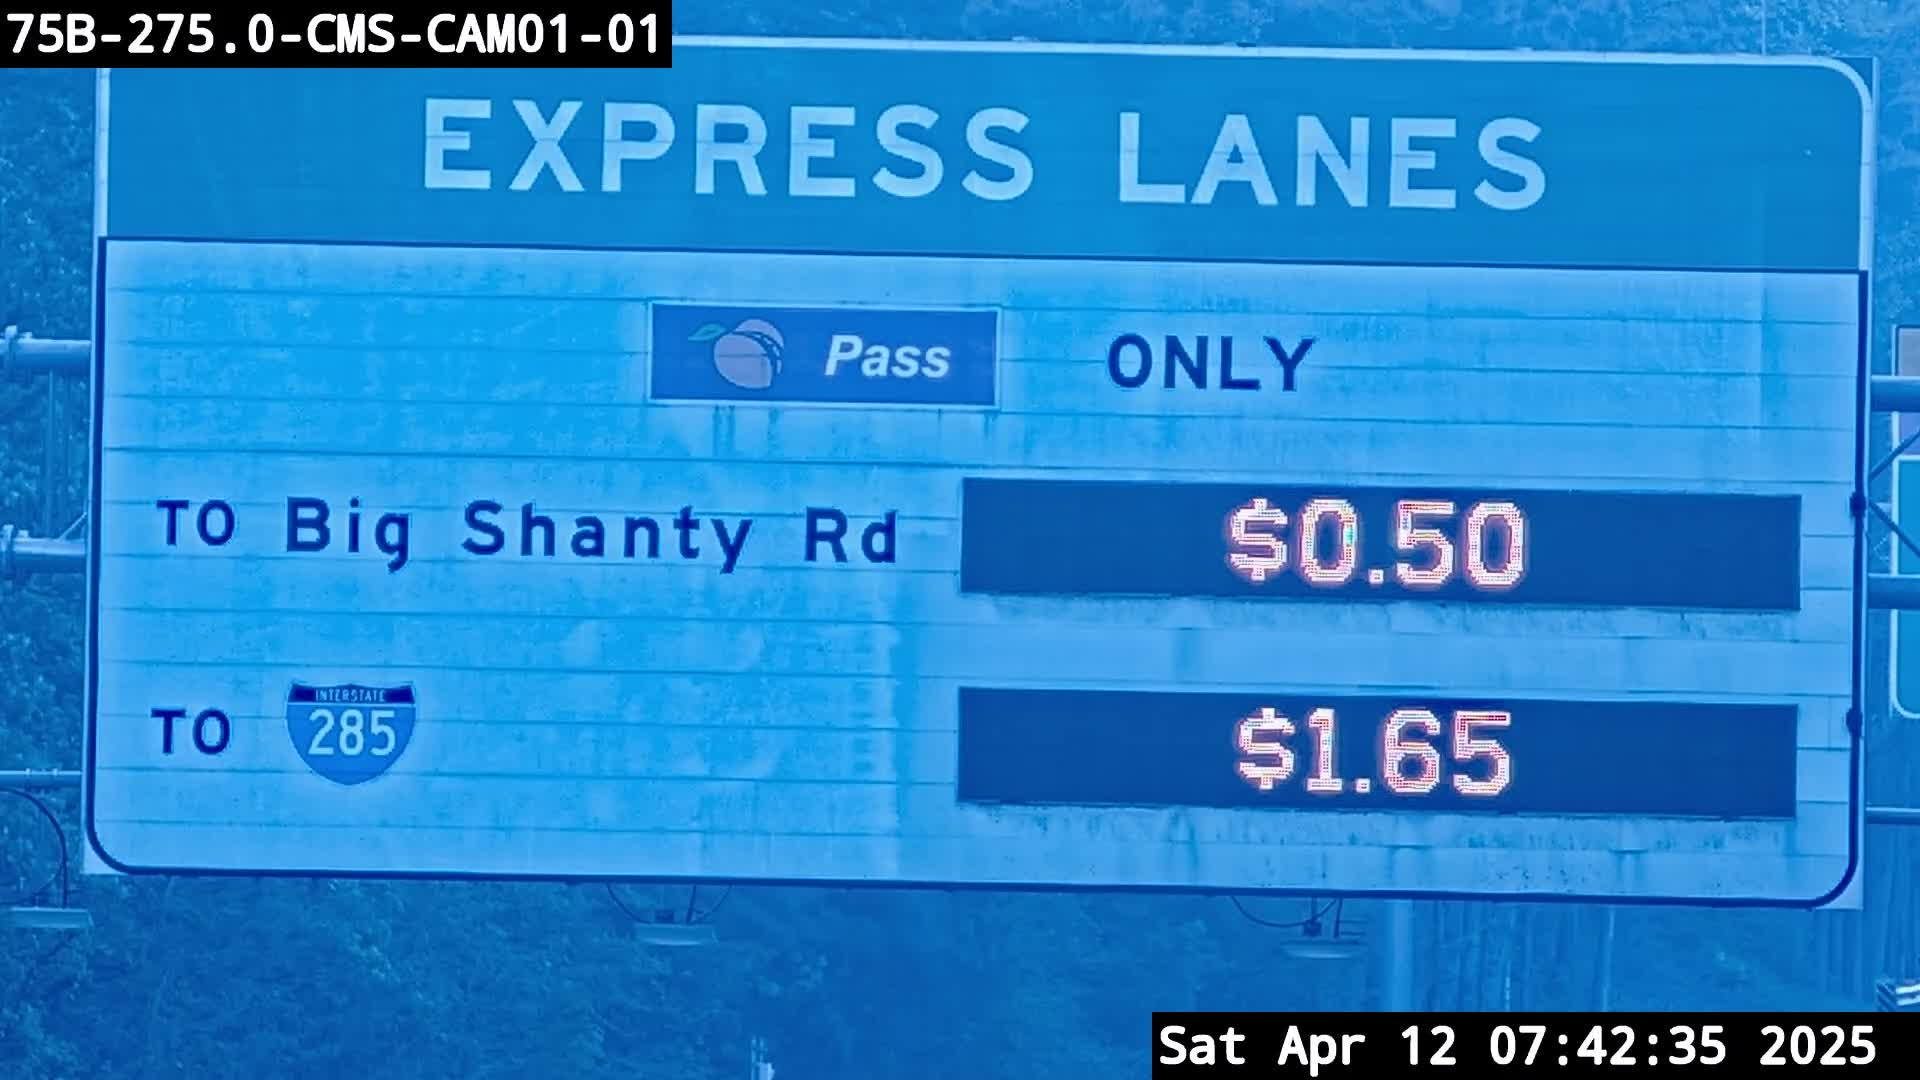 75B-275.0-CMS-CAM01-01
EXPRESS LANES
Pass ONLY
TO Big Shanty Rd $0.50
INTERSTATE
TO 285 $1.65
Sat Apr 12 07:42:35 2025